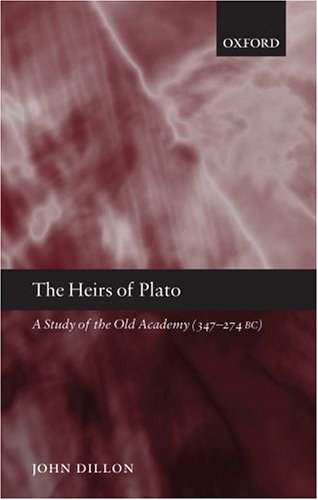 OXFORD
The Heirs of Plato
A Study of the Old Academy (347–274 BC)
JOHN DILLON